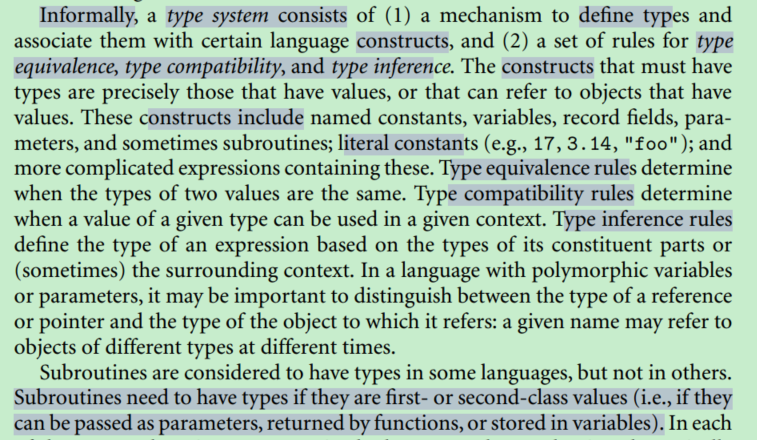 Informally, a type system consists of (1) a mechanism to define types and
associate them with certain language constructs, and (2) a set of rules for type
equivalence, type compatibility, and type inference. The constructs that must have
types are precisely those that have values, or that can refer to objects that have
values. These constructs include named constants, variables, record fields, para-
meters, and sometimes subroutines; literal constants (e.g., 17, 3.14, "foo"); and
more complicated expressions containing these. Type equivalence rules determine
when the types of two values are the same. Type compatibility rules determine
when a value of a given type can be used in a given context. Type inference rules
define the type of an expression based on the types of its constituent parts or
(sometimes) the surrounding context. In a language with polymorphic variables
or parameters, it may be important to distinguish between the type of a reference
or pointer and the type of the object to which it refers: a given name may refer to
objects of different types at different times.
Subroutines are considered to have types in some languages, but not in others.
Subroutines need to have types if they are first- or second-class values (i.e., if they
can be passed as parameters, returned by functions, or stored in variables). In each